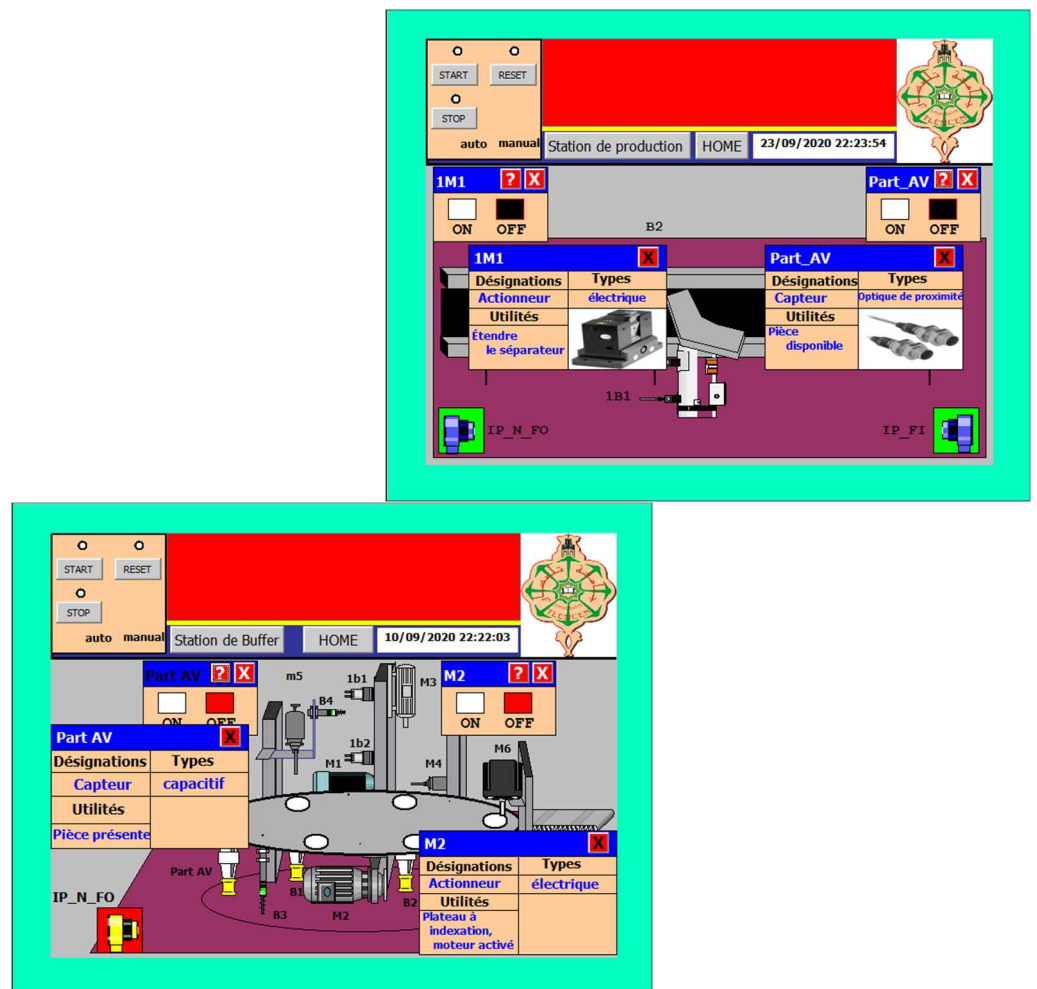 START RESET
STOP
auto manual
Station de production HOME 23/09/2020 22:23:54
TLEMCEN
1M1 ? X
ON OFF
Part_AV ? X
ON OFF
B2
1M1 X
Désignations Types
Actionneur électrique
Utilités
Étendre
le séparateur
Part_AV X
Désignations Types
Capteur Optique de proximité
Utilités
Pièce
disponible
1B1
IP_N_FO
IP_FI
START RESET
STOP
auto manual
Station de Buffer HOME 10/09/2020 22:22:03
TLEMCEN
Part AV ? X
ON OFF
m5
B4
1b1
M3
M2 ? X
ON OFF
1b2
M1
M4
M6
Part AV X
Désignations Types
Capteur capacitif
Utilités
Pièce présente
Part AV
B1
B3
M2
B2
IP_N_FO
M2 X
Désignations Types
Actionneur électrique
Utilités
Plateau à
indexation,
moteur activé